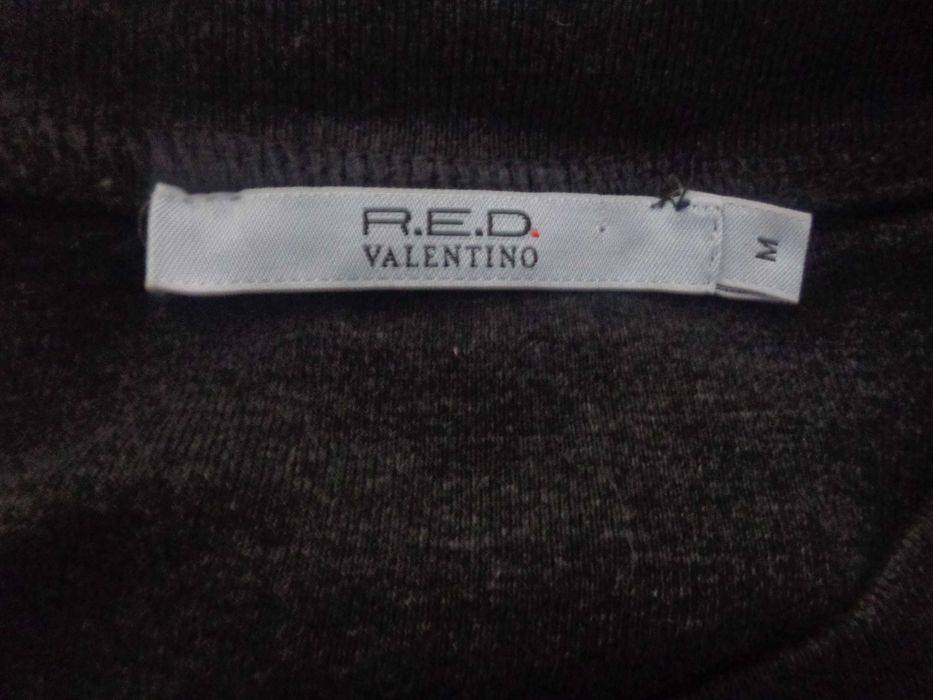 R.E.D.
VALENTINO
M